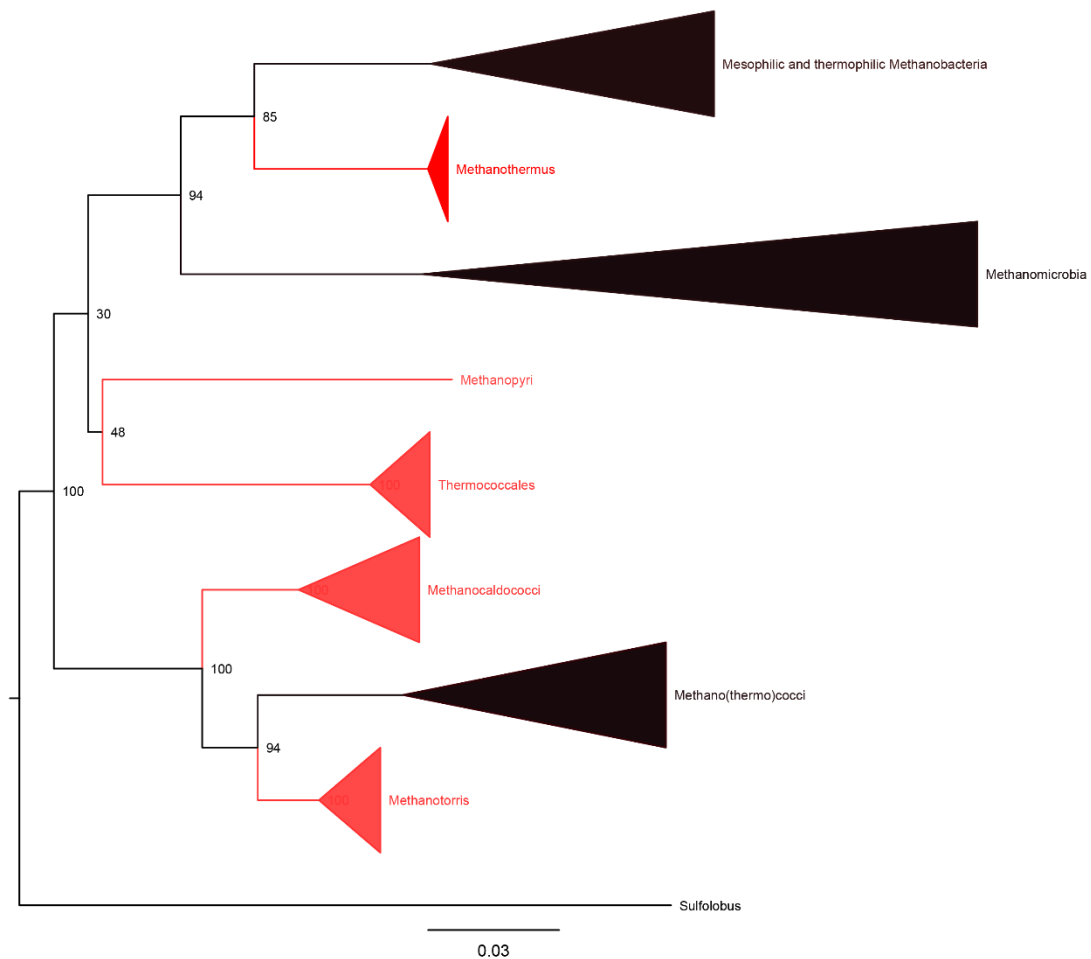 Mesophilic and thermophilic Methanobacteria
85
Methanothermus
94
Methanomicrobia
30
Methanopyri
48
100
Thermococcales
100
100
Methanocaldococci
100
Methano(thermo)cocci
94
100
Methanotorris
Sulfolobus
0.03